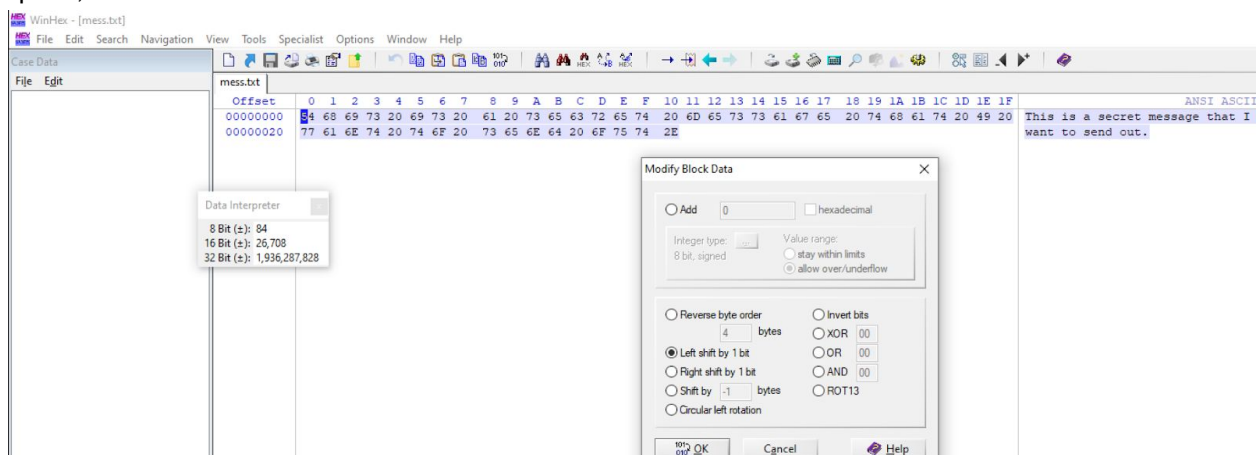 WinHex - [mess.txt]
File Edit Search Navigation View Tools Specialist Options Window Help
Case Data
File Edit
mess.txt
Offset 0 1 2 3 4 5 6 7 8 9 A B C D E F 10 11 12 13 14 15 16 17 18 19 1A 1B 1C 1D 1E 1F ANSI ASCII
00000000 54 68 69 73 20 69 73 20 61 20 73 65 63 72 65 74 20 6D 65 73 73 61 67 65 20 74 68 61 74 20 49 20 This is a secret message that I
00000020 77 61 6E 74 20 74 6F 20 73 65 6E 64 20 6F 75 74 2E want to send out.
Data Interpreter
8 Bit (±): 84
16 Bit (±): 26,708
32 Bit (±): 1,936,287,828
Modify Block Data
Add 0 hexadecimal
Integer type: ... Value range:
8 bit, signed stay within limits
allow over/underflow
Reverse byte order Invert bits
4 bytes XOR 00
Left shift by 1 bit OR 00
Right shift by 1 bit AND 00
Shift by -1 bytes ROT13
Circular left rotation
OK Cancel Help